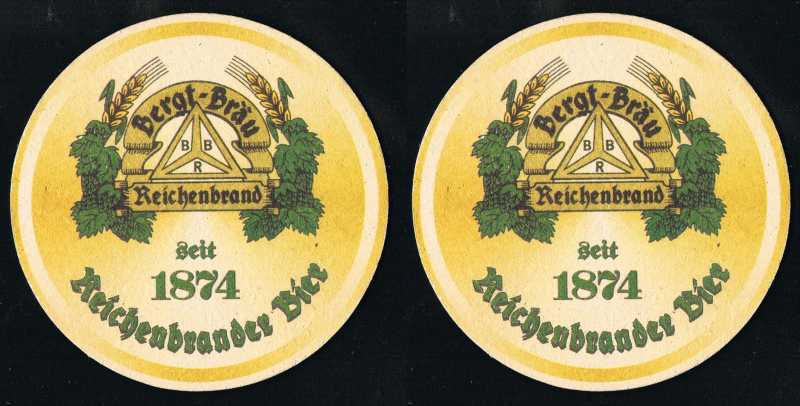 Bergt-Bräu
B B
R
Reichenbrand
seit
1874
Reichenbrander Bier
Bergt-Bräu
B B
R
Reichenbrand
seit
1874
Reichenbrander Bier